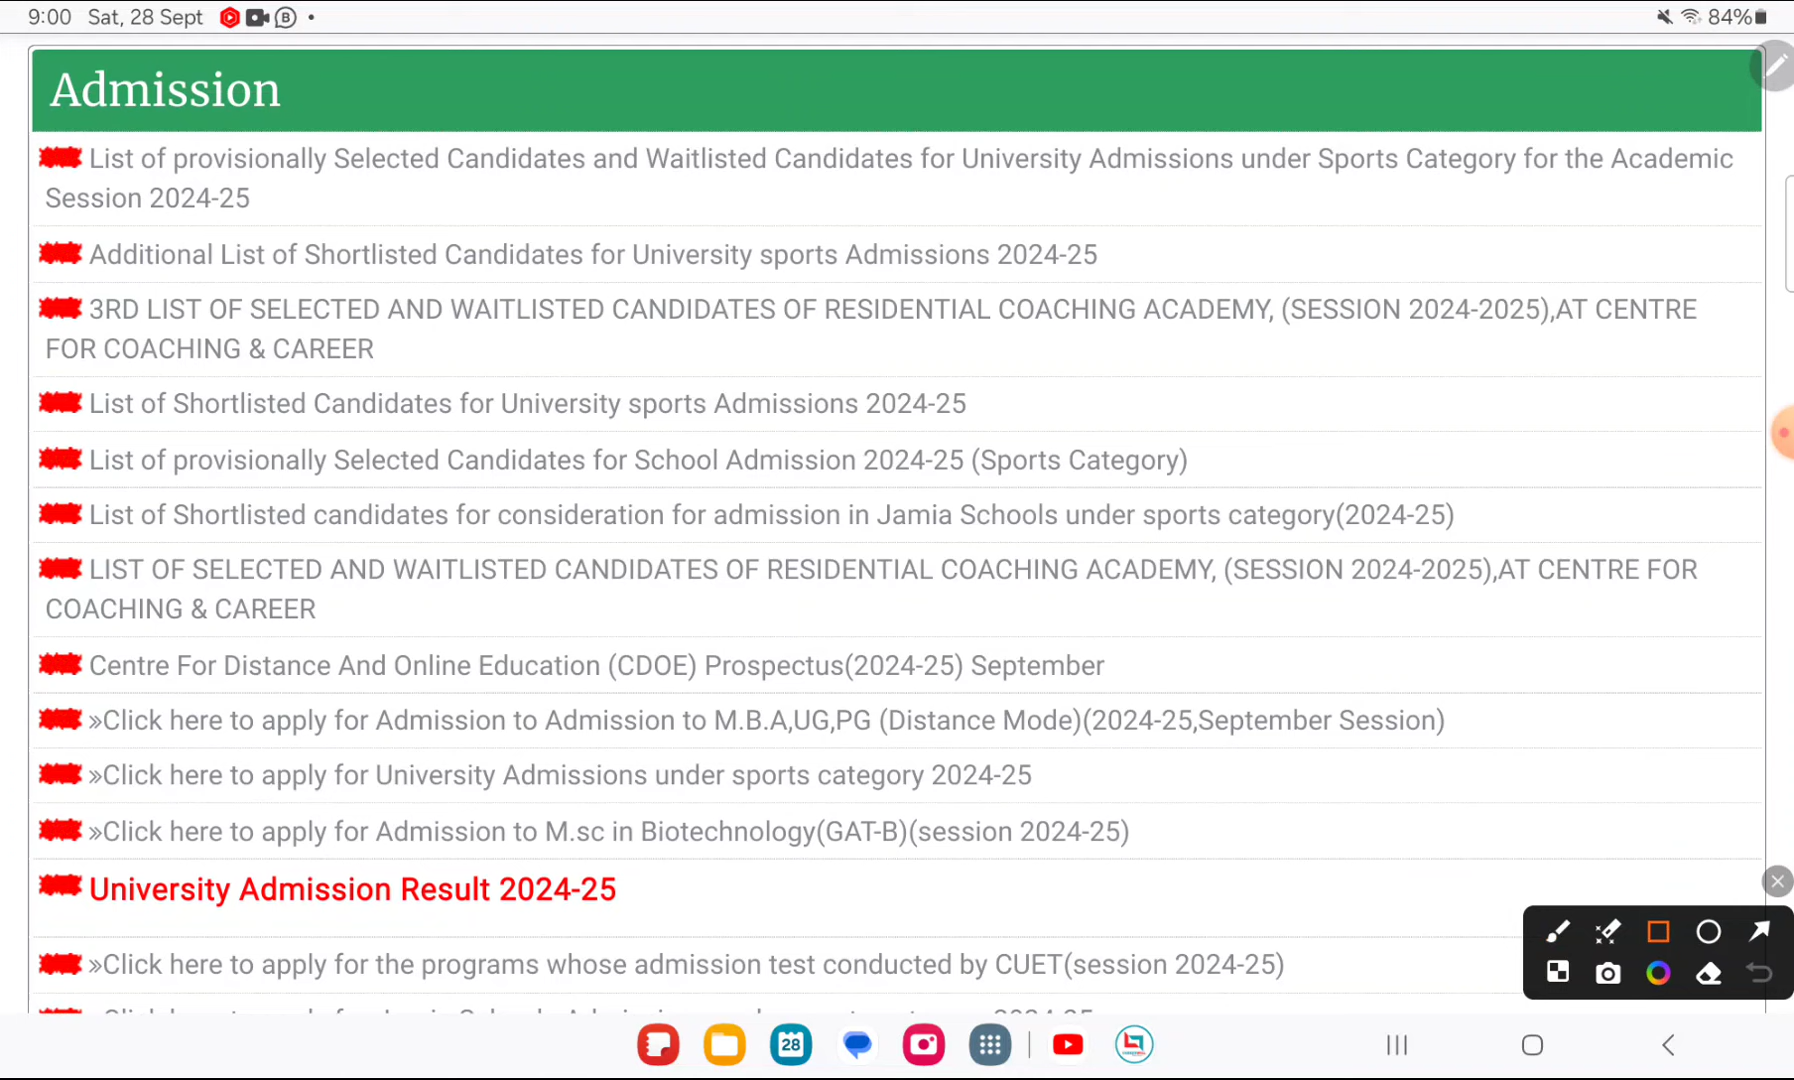 9:00 Sat, 28 Sept
84%
Admission
List of provisionally Selected Candidates and Waitlisted Candidates for University Admissions under Sports Category for the Academic
Session 2024-25
Additional List of Shortlisted Candidates for University sports Admissions 2024-25
3RD LIST OF SELECTED AND WAITLISTED CANDIDATES OF RESIDENTIAL COACHING ACADEMY, (SESSION 2024-2025),AT CENTRE
FOR COACHING & CAREER
List of Shortlisted Candidates for University sports Admissions 2024-25
List of provisionally Selected Candidates for School Admission 2024-25 (Sports Category)
List of Shortlisted candidates for consideration for admission in Jamia Schools under sports category(2024-25)
LIST OF SELECTED AND WAITLISTED CANDIDATES OF RESIDENTIAL COACHING ACADEMY, (SESSION 2024-2025),AT CENTRE FOR
COACHING & CAREER
Centre For Distance And Online Education (CDOE) Prospectus(2024-25) September
»Click here to apply for Admission to Admission to M.B.A,UG,PG (Distance Mode)(2024-25,September Session)
»Click here to apply for University Admissions under sports category 2024-25
»Click here to apply for Admission to M.sc in Biotechnology(GAT-B)(session 2024-25)
University Admission Result 2024-25
»Click here to apply for the programs whose admission test conducted by CUET(session 2024-25)
28